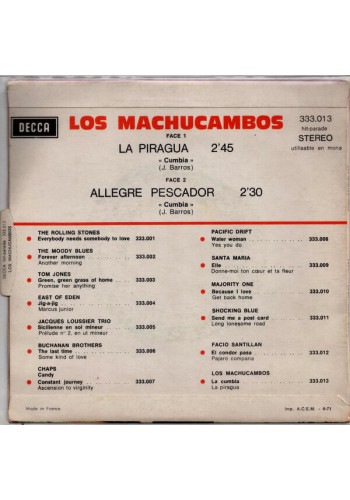 DECCA
LOS MACHUCAMBOS
333.013
hit-parade
STEREO
utilisable en mono
FACE 1
LA PIRAGUA 2'45
« Cumbia »
(J. Barros)
FACE 2
ALLEGRE PESCADOR 2'30
« Cumbia »
(J. Barros)
THE ROLLING STONES
Everybody needs somebody to love 333.001
THE MOODY BLUES
Forever afternoon 333.002
Another morning
TOM JONES
Green, green grass of home 333.003
Promise her anything
EAST OF EDEN
Jig-a-jig 333.004
Marcus junior
JACQUES LOUSSIER TRIO
Sicilienne en sol mineur 333.005
Prélude n° 2, en ut mineur
BUCHANAN BROTHERS
The last time 333.006
Some kind of love
CHAPS
Candy
Constant journey 333.007
Ascension to virginity
PACIFIC DRIFT
Water woman 333.008
Yes you do
SANTA MARIA
Elle 333.009
Donne-moi ton cœur et ta fleur
MAJORITY ONE
Because I love 333.010
Get back home
SHOCKING BLUE
Send me a post card 333.011
Long lonesome road
FACIO SANTILLAN
El condor pasa 333.012
Pajaro campana
LOS MACHUCAMBOS
La cumbia 333.013
La piragua
Made in France
Imp. A.C.E.M. - 6-71
LOS MACHUCAMBOS